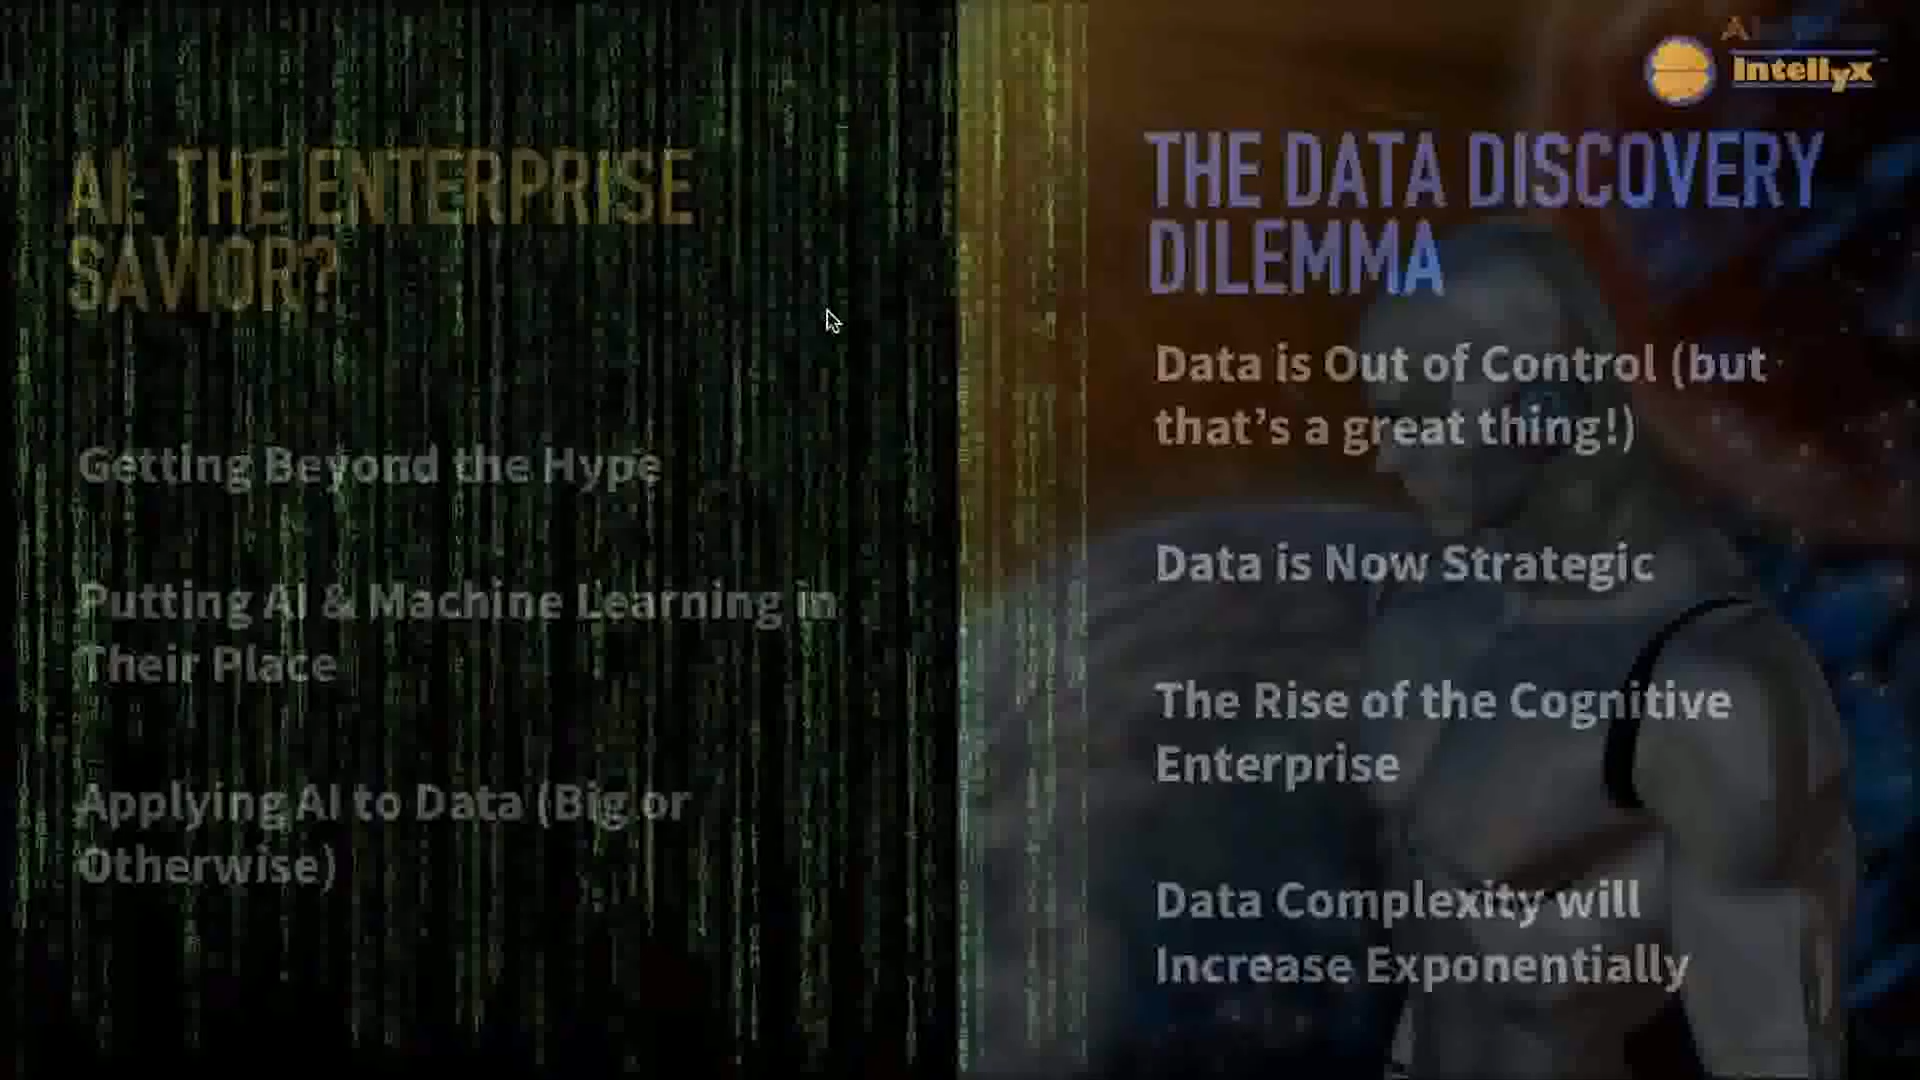 Intellyx
AI: THE ENTERPRISE
SAVIOR?
Getting Beyond the Hype
Putting AI & Machine Learning in
Their Place
Applying AI to Data (Big or
Otherwise)
THE DATA DISCOVERY
DILEMMA
Data is Out of Control (but
that’s a great thing!)
Data is Now Strategic
The Rise of the Cognitive
Enterprise
Data Complexity will
Increase Exponentially